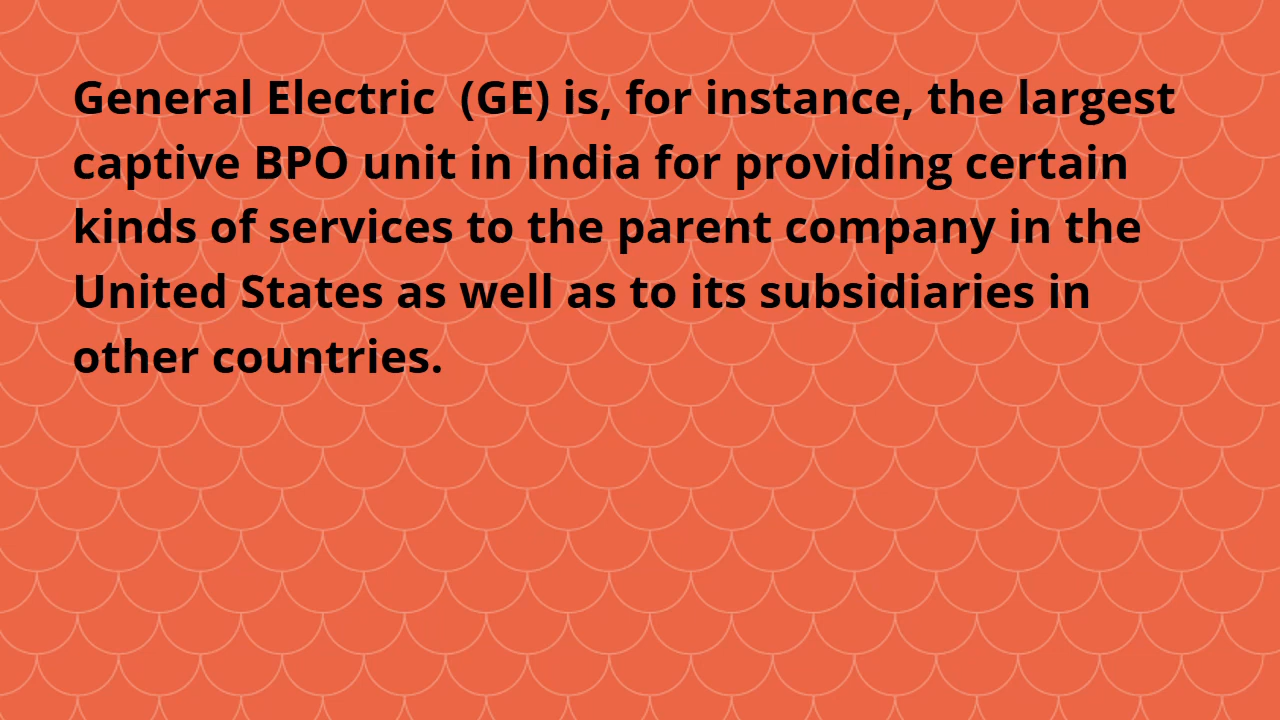 General Electric  (GE) is, for instance, the largest
captive BPO unit in India for providing certain
kinds of services to the parent company in the
United States as well as to its subsidiaries in
other countries.